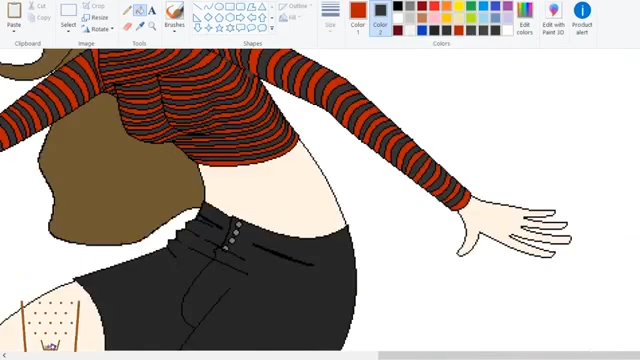 Paste
Cut
Copy
Clipboard
Select
Crop
Resize
Rotate
Image
A
Tools
Brushes
Outline
Fill
Shapes
Size
Color
1
Color
2
Colors
Edit
colors
Edit with
Paint 3D
Product
alert